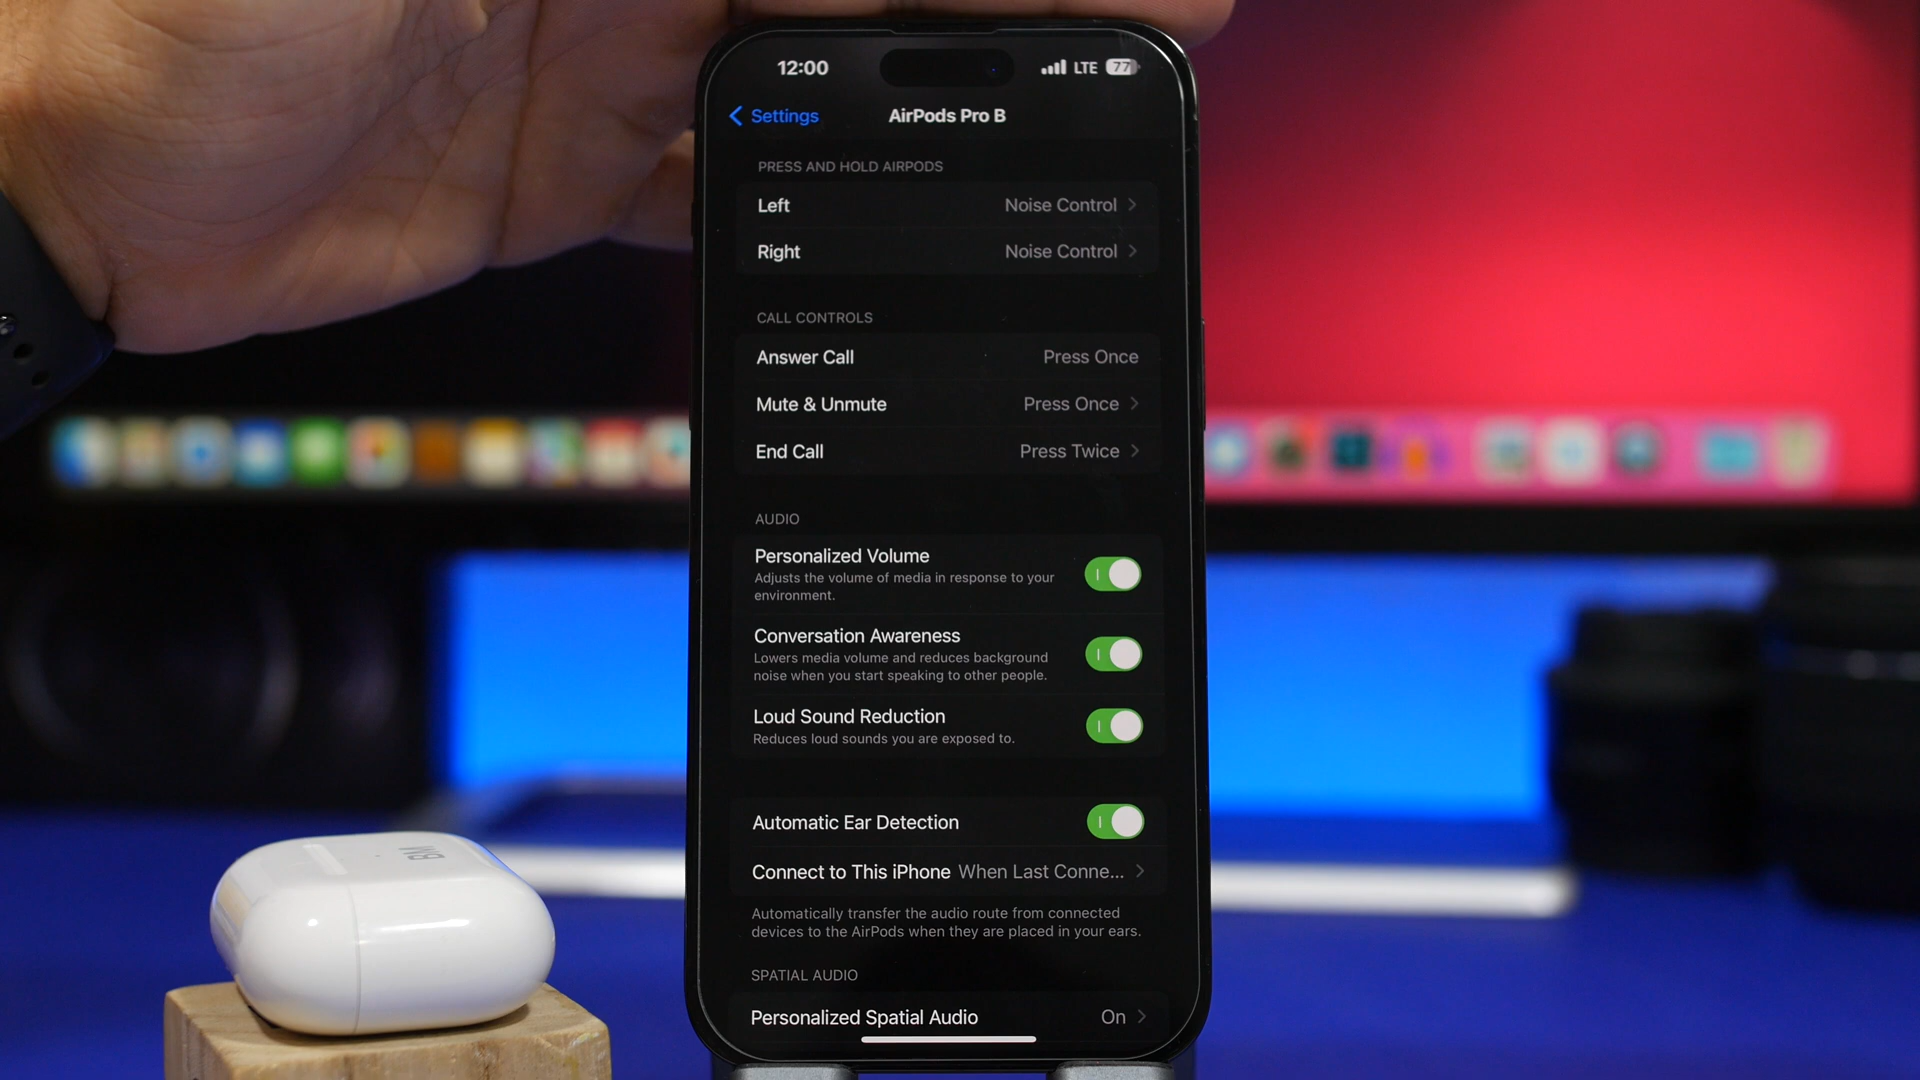 12:00 LTE 77
Settings AirPods Pro B
PRESS AND HOLD AIRPODS
Left Noise Control
Right Noise Control
CALL CONTROLS
Answer Call Press Once
Mute & Unmute Press Once
End Call Press Twice
AUDIO
Personalized Volume
Adjusts the volume of media in response to your
environment.
Conversation Awareness
Lowers media volume and reduces background
noise when you start speaking to other people.
Loud Sound Reduction
Reduces loud sounds you are exposed to.
Automatic Ear Detection
Connect to This iPhone When Last Conne...
Automatically transfer the audio route from connected
devices to the AirPods when they are placed in your ears.
SPATIAL AUDIO
Personalized Spatial Audio On
BM